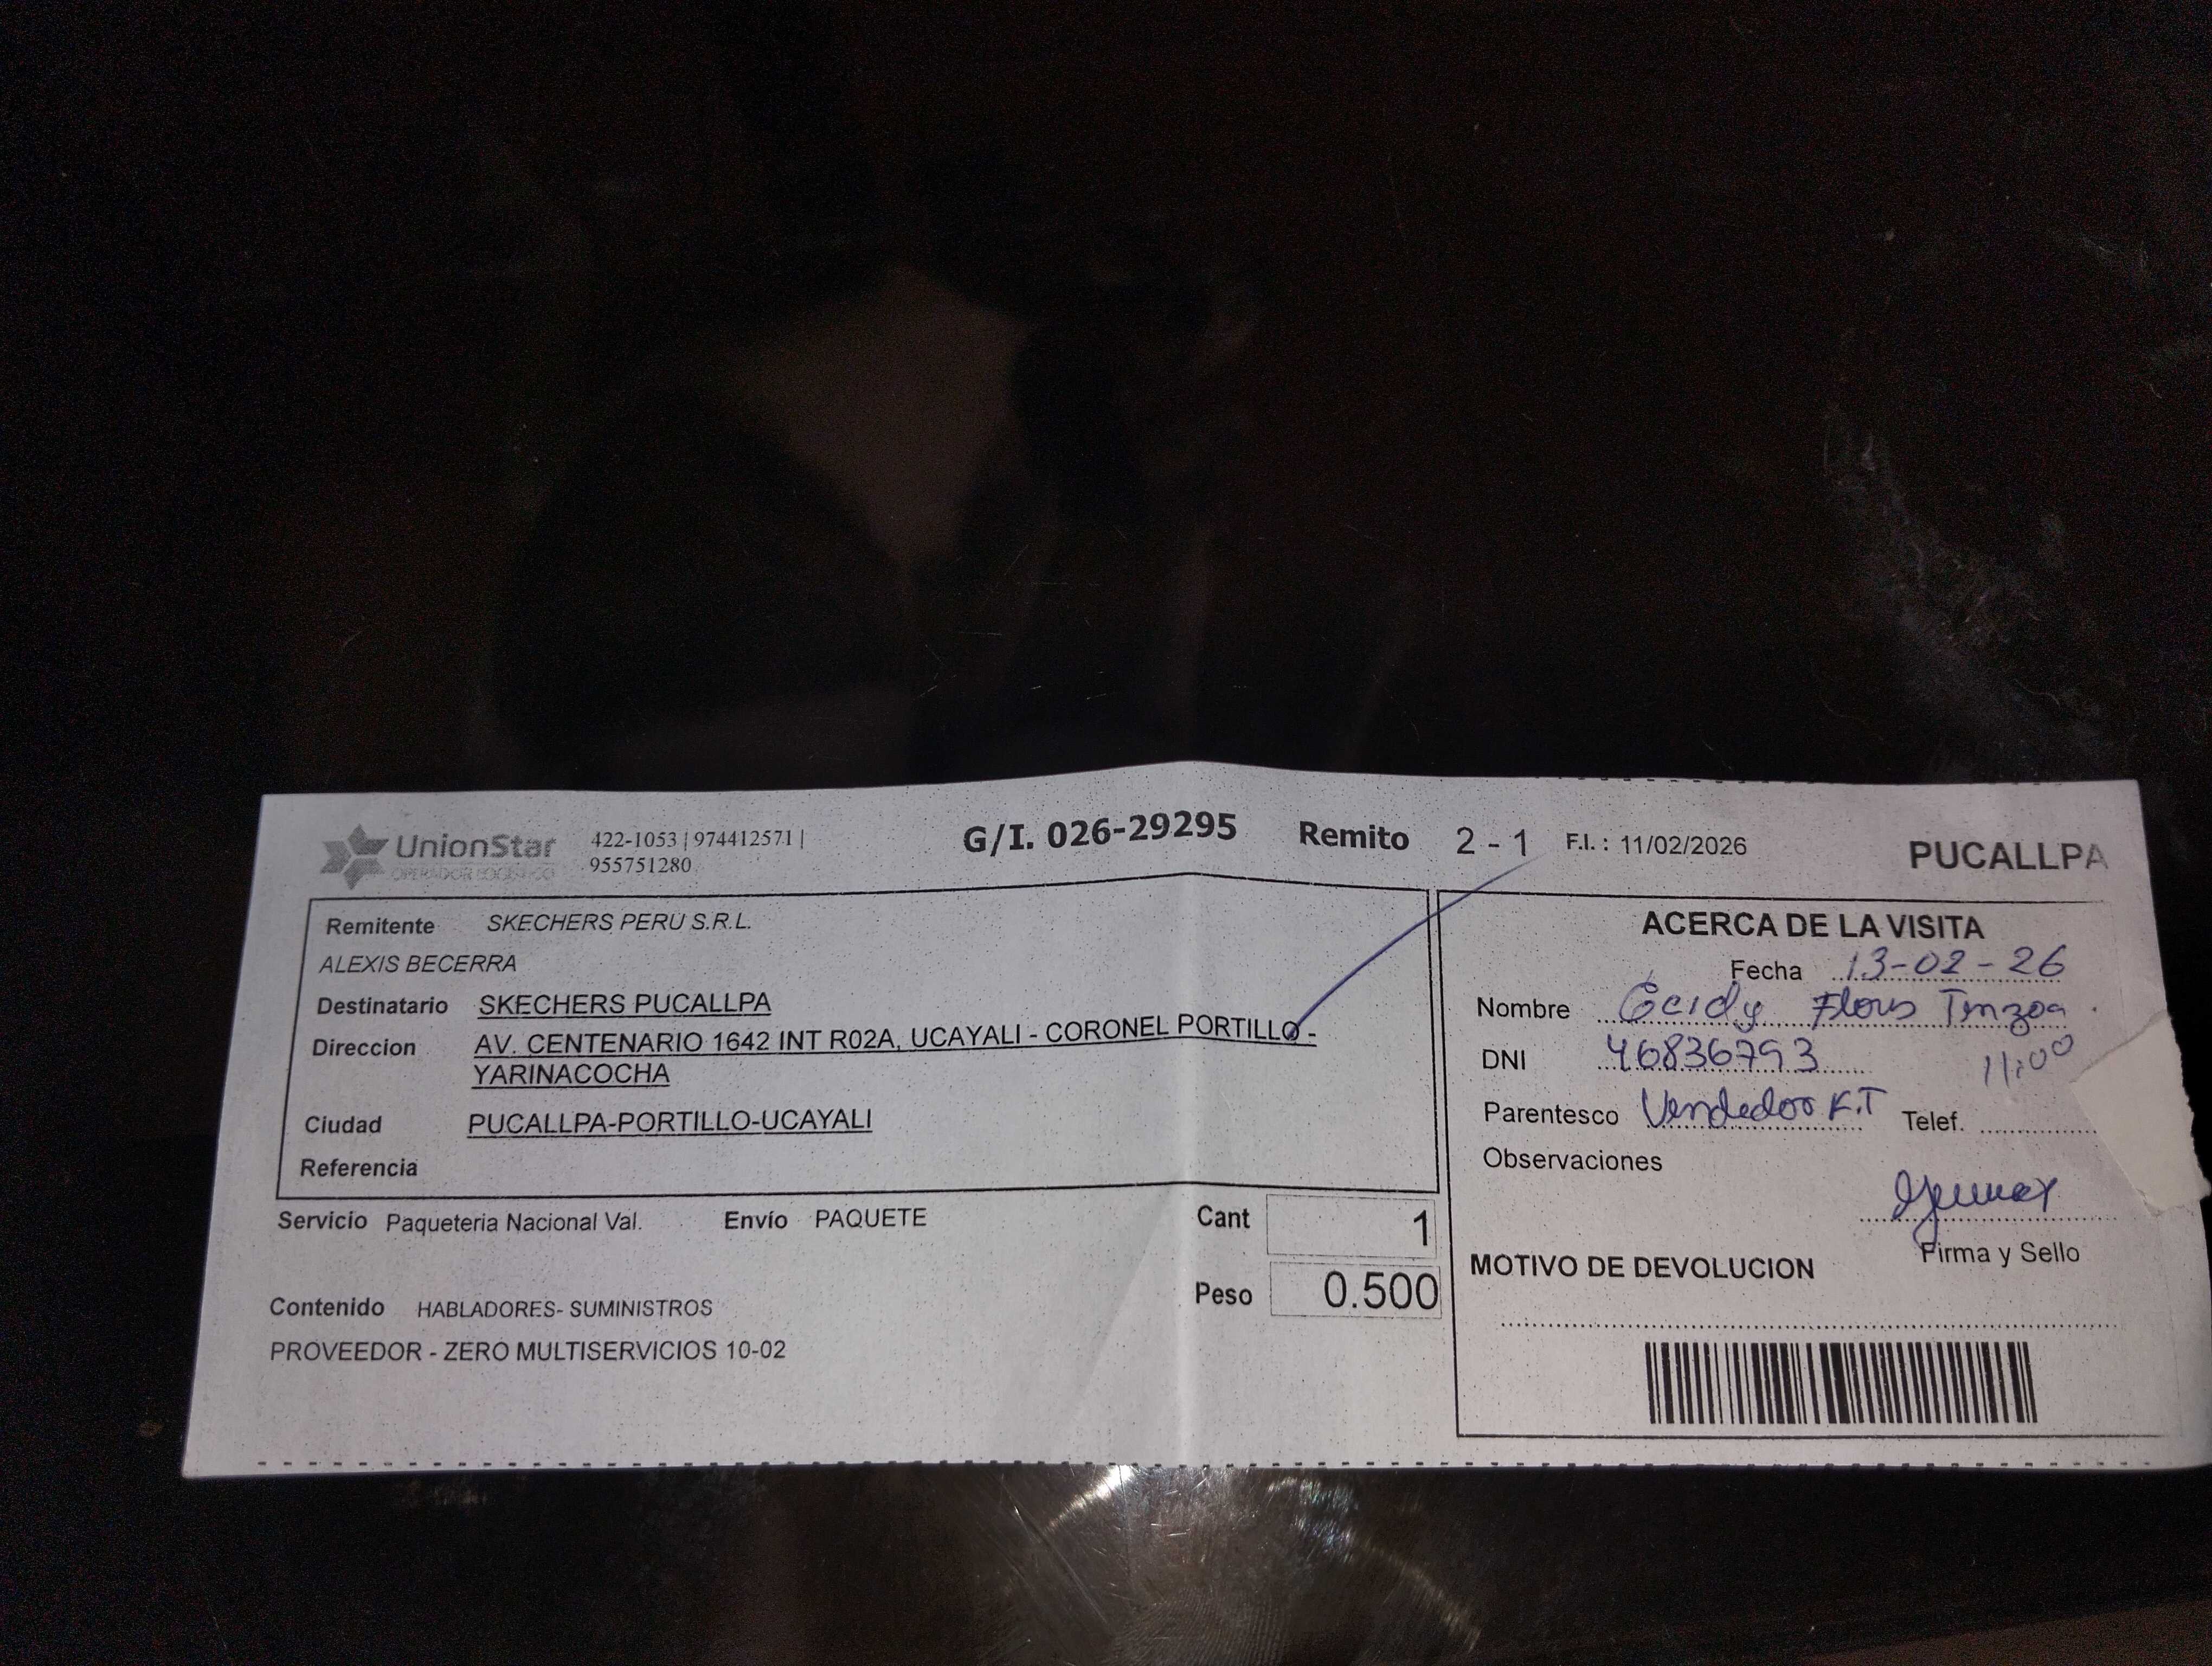 UnionStar
OPERADOR LOGISTICO
422-1053 | 974412571 |
955751280
G/I. 026-29295 Remito 2 - 1 F.I. : 11/02/2026
PUCALLPA
Remitente SKECHERS PERU S.R.L.
ALEXIS BECERRA
Destinatario SKECHERS PUCALLPA
Direccion AV. CENTENARIO 1642 INT R02A, UCAYALI - CORONEL PORTILLO -
YARINACOCHA
Ciudad PUCALLPA-PORTILLO-UCAYALI
Referencia
Servicio Paqueteria Nacional Val. Envío PAQUETE
Cant 1
Peso 0.500
Contenido HABLADORES- SUMINISTROS
PROVEEDOR - ZERO MULTISERVICIOS 10-02
ACERCA DE LA VISITA
Fecha 13-02-26
Nombre
DNI 46836793
11:00
Parentesco Vendedor F.T Telef.
Observaciones
Firma y Sello
MOTIVO DE DEVOLUCION